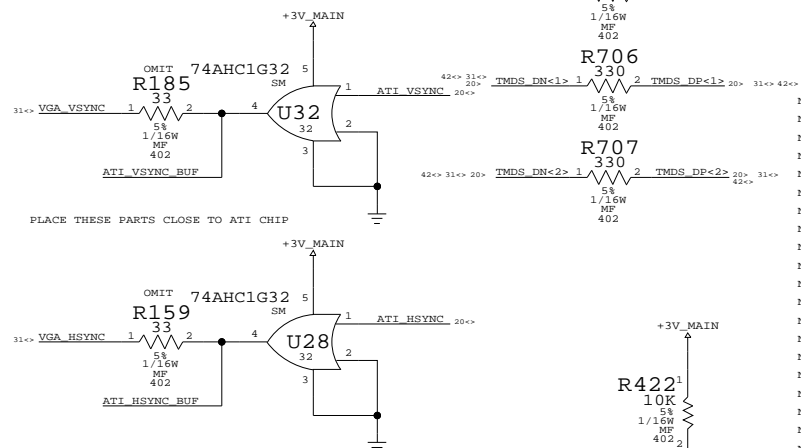 5%
1/16W
MF
402
+3V_MAIN
OMIT
74AHC1G32
5
SM
R185
33
31<> VGA_VSYNC 1 2
5%
1/16W
MF
402
4
U32
32
1 ATI_VSYNC 20<>
2
3
ATI_VSYNC_BUF
R706
330
42<> 31<>
20>
TMDS_DN<1> 1 2 TMDS_DP<1> 20> 31<> 42<>
5%
1/16W
MF
402
R707
330
42<> 31<> 20> TMDS_DN<2> 1 2 TMDS_DP<2> 20> 31<>
42<>
5%
1/16W
MF
402
PLACE THESE PARTS CLOSE TO ATI CHIP
+3V_MAIN
OMIT
74AHC1G32
5
SM
R159
33
31<> VGA_HSYNC 1 2
5%
1/16W
MF
402
4
U28
32
1 ATI_HSYNC 20<>
2
3
ATI_HSYNC_BUF
+3V_MAIN
R422
1
10K
5%
1/16W
MF
402
2